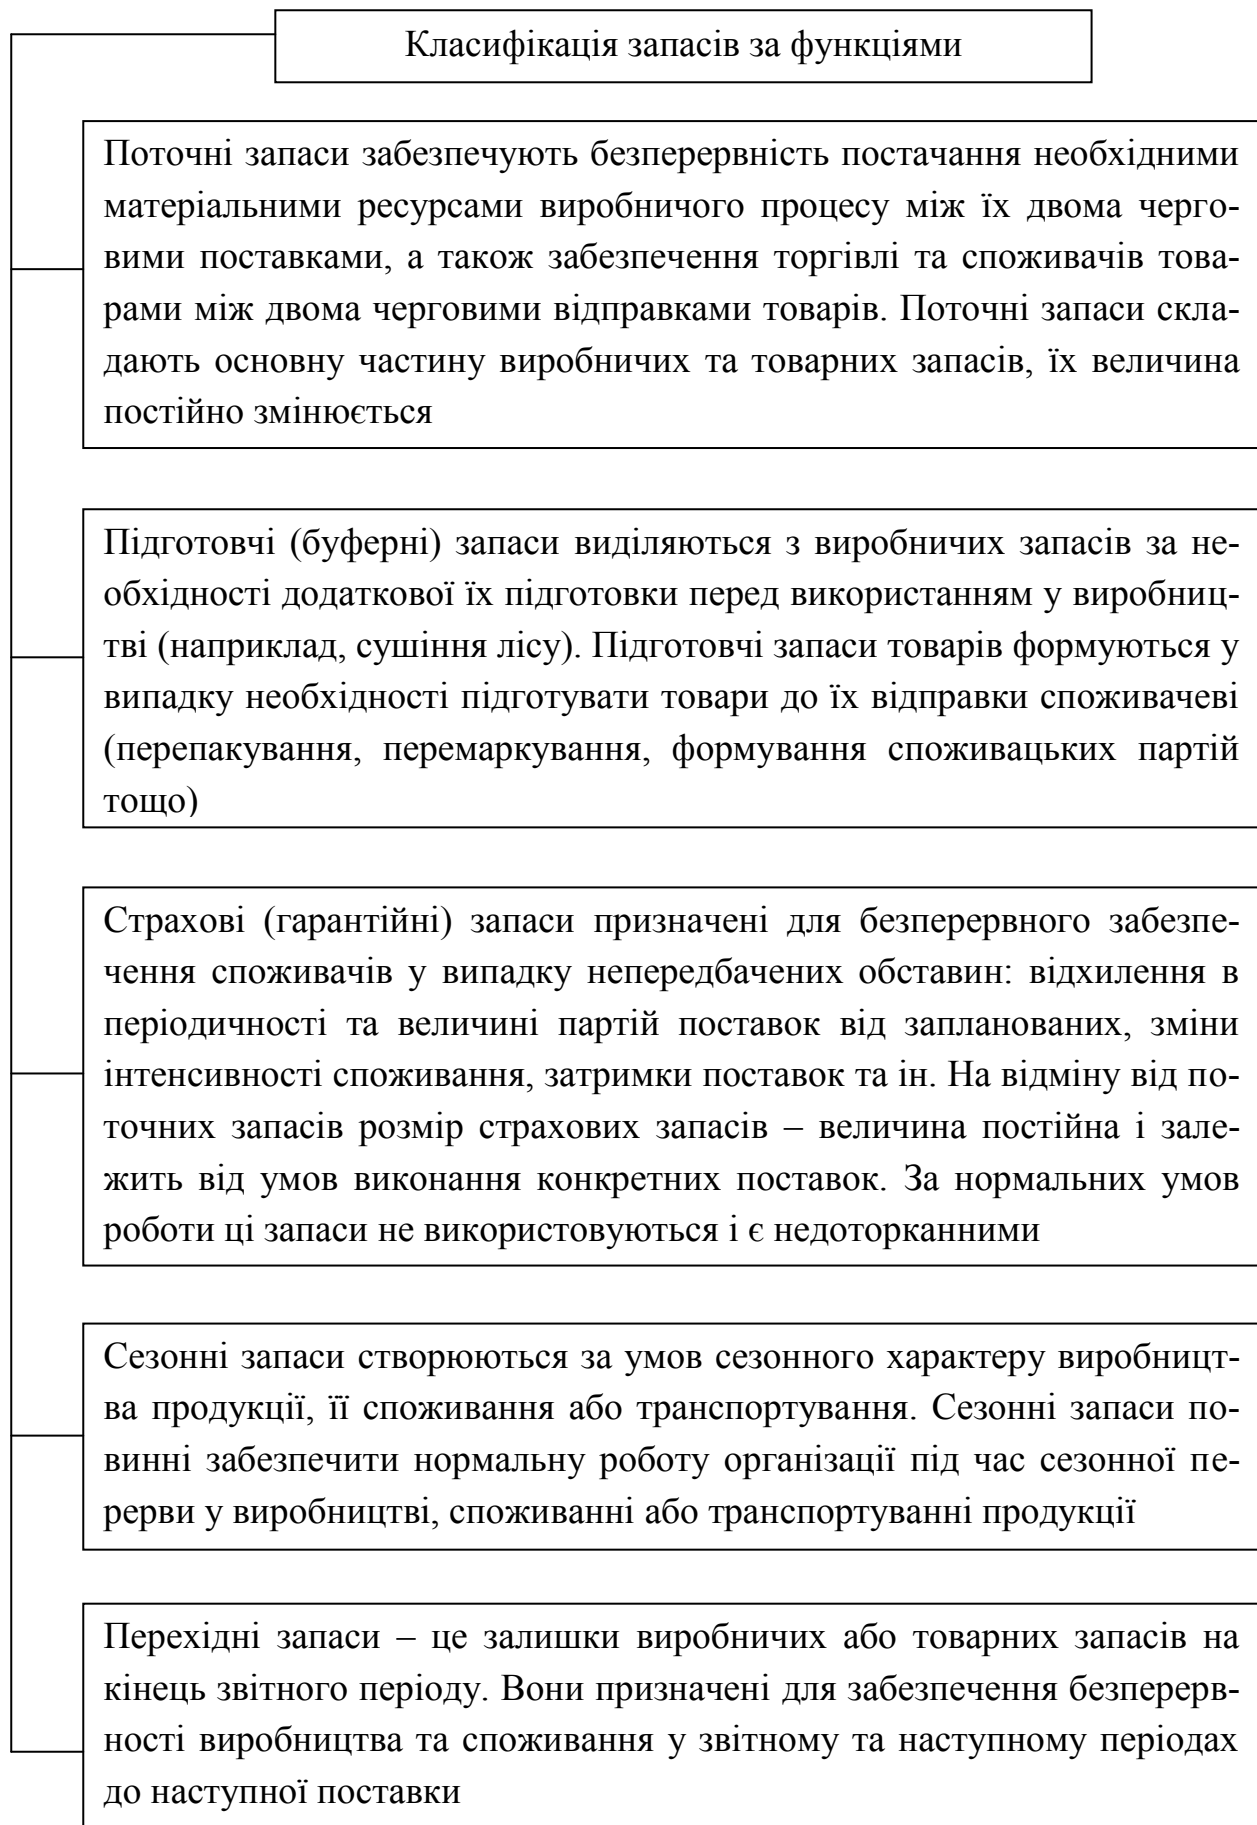 Класифікація запасів за функціями
Поточні запаси забезпечують безперервність постачання необхідними
матеріальними ресурсами виробничого процесу між їх двома черго-
вими поставками, а також забезпечення торгівлі та споживачів това-
рами між двома черговими відправками товарів. Поточні запаси скла-
дають основну частину виробничих та товарних запасів, їх величина
постійно змінюється
Підготовчі (буферні) запаси виділяються з виробничих запасів за не-
обхідності додаткової їх підготовки перед використанням у виробниц-
тві (наприклад, сушіння лісу). Підготовчі запаси товарів формуються у
випадку необхідності підготувати товари до їх відправки споживачеві
(перепакування, перемаркування, формування споживацьких партій
тощо)
Страхові (гарантійні) запаси призначені для безперервного забезпе-
чення споживачів у випадку непередбачених обставин: відхилення в
періодичності та величині партій поставок від запланованих, зміни
інтенсивності споживання, затримки поставок та ін. На відміну від по-
точних запасів розмір страхових запасів – величина постійна і зале-
жить від умов виконання конкретних поставок. За нормальних умов
роботи ці запаси не використовуються і є недоторканними
Сезонні запаси створюються за умов сезонного характеру виробницт-
ва продукції, її споживання або транспортування. Сезонні запаси по-
винні забезпечити нормальну роботу організації під час сезонної пе-
рерви у виробництві, споживанні або транспортуванні продукції
Перехідні запаси – це залишки виробничих або товарних запасів на
кінець звітного періоду. Вони призначені для забезпечення безперерв-
ності виробництва та споживання у звітному та наступному періодах
до наступної поставки